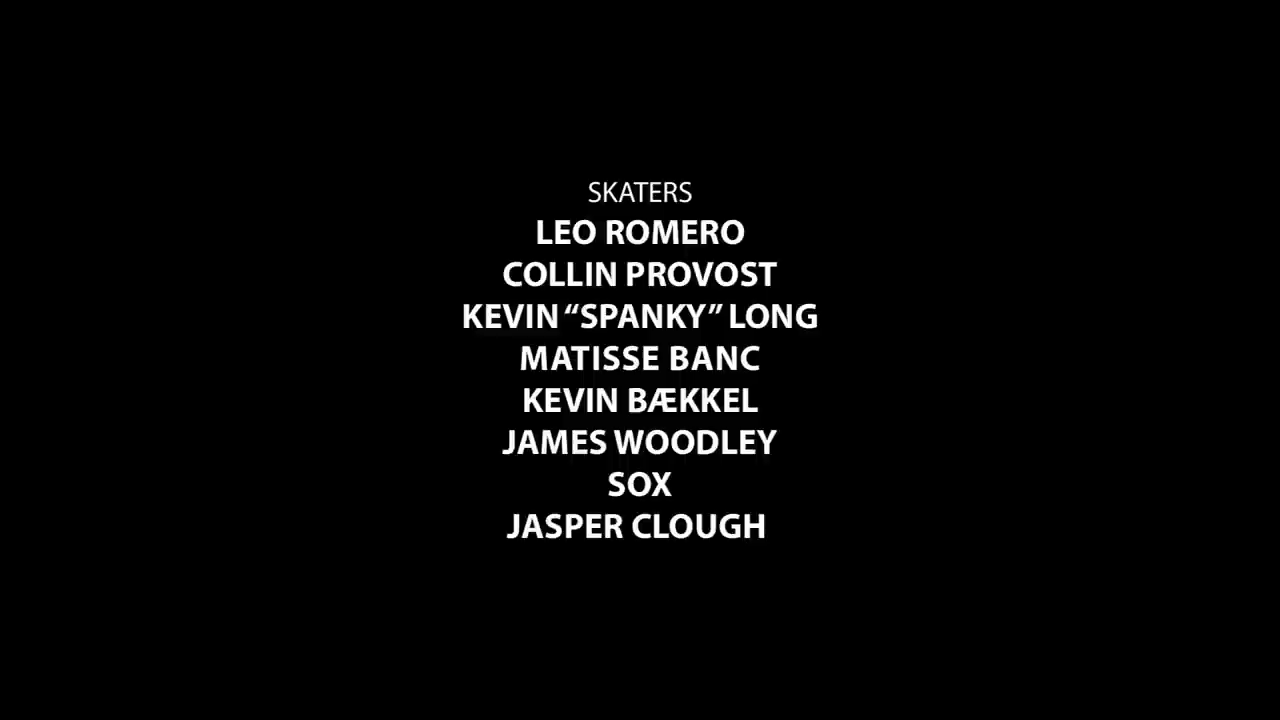 SKATERS
LEO ROMERO
COLLIN PROVOST
KEVIN “SPANKY” LONG
MATISSE BANC
KEVIN BÆKKEL
JAMES WOODLEY
SOX
JASPER CLOUGH